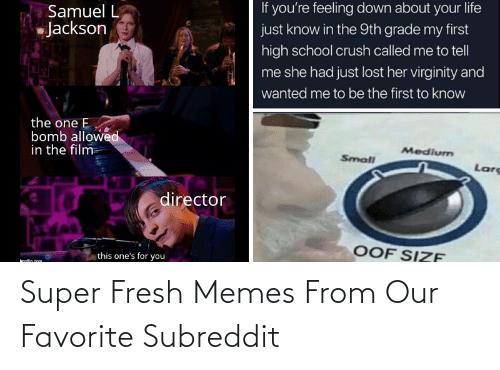 Samuel L
Jackson
the one F
bomb allowed
in the film
director
this one's for you
If you're feeling down about your life
just know in the 9th grade my first
high school crush called me to tell
me she had just lost her virginity and
wanted me to be the first to know
Small
Medium
Larg
OOF SIZE
Super Fresh Memes From Our
Favorite Subreddit